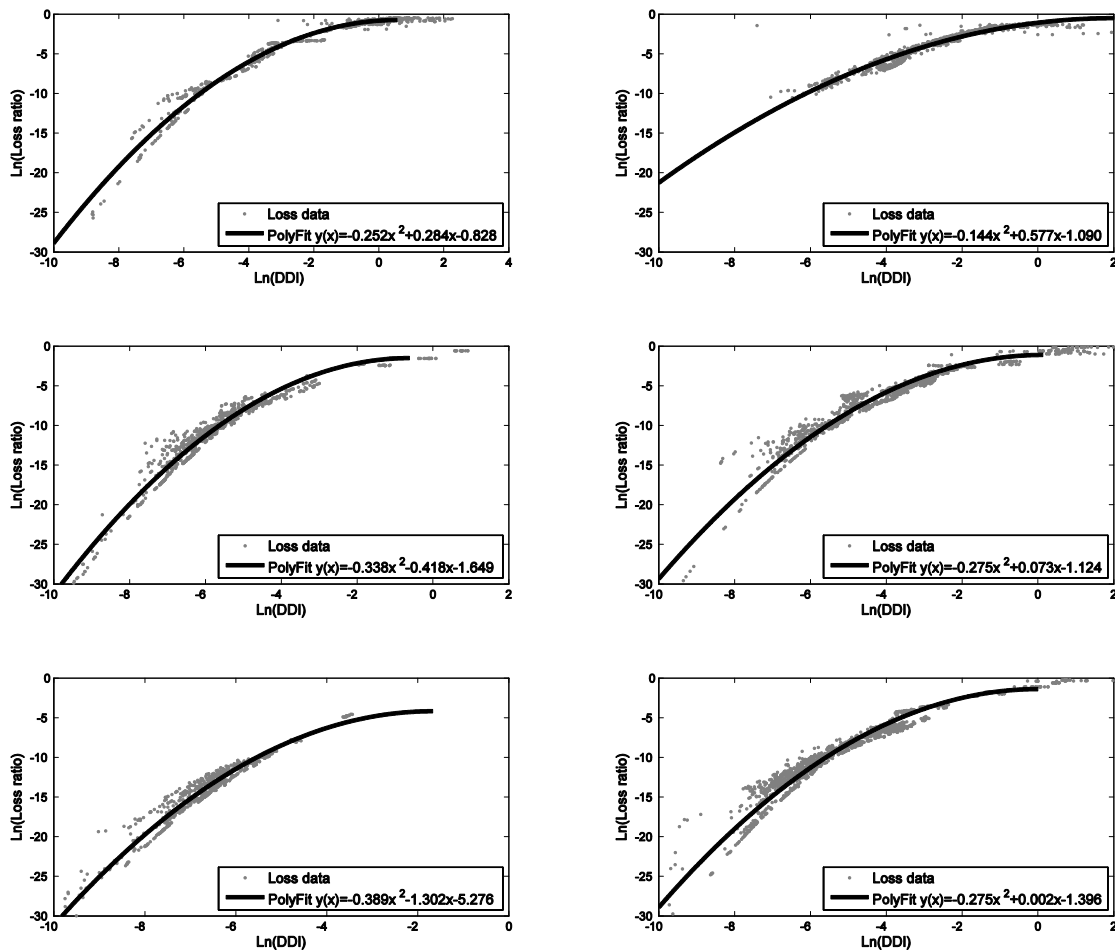 0
-5
-10
-15
-20
-25
-30
Ln(Loss ratio)
-10 -8 -6 -4 -2 0 2 4
Ln(DDI)
Loss data
PolyFit y(x)=-0.252x 2+0.284x-0.828
0
-5
-10
-15
-20
-25
-30
Ln(Loss ratio)
-10 -8 -6 -4 -2 0 2
Ln(DDI)
Loss data
PolyFit y(x)=-0.144x 2+0.577x-1.090
0
-5
-10
-15
-20
-25
-30
Ln(Loss ratio)
-10 -8 -6 -4 -2 0 2
Ln(DDI)
Loss data
PolyFit y(x)=-0.338x 2-0.418x-1.649
0
-5
-10
-15
-20
-25
-30
Ln(Loss ratio)
-10 -8 -6 -4 -2 0 2
Ln(DDI)
Loss data
PolyFit y(x)=-0.275x 2+0.073x-1.124
0
-5
-10
-15
-20
-25
-30
Ln(Loss ratio)
-10 -8 -6 -4 -2 0
Ln(DDI)
Loss data
PolyFit y(x)=-0.389x 2-1.302x-5.276
0
-5
-10
-15
-20
-25
-30
Ln(Loss ratio)
-10 -8 -6 -4 -2 0 2
Ln(DDI)
Loss data
PolyFit y(x)=-0.275x 2+0.002x-1.396